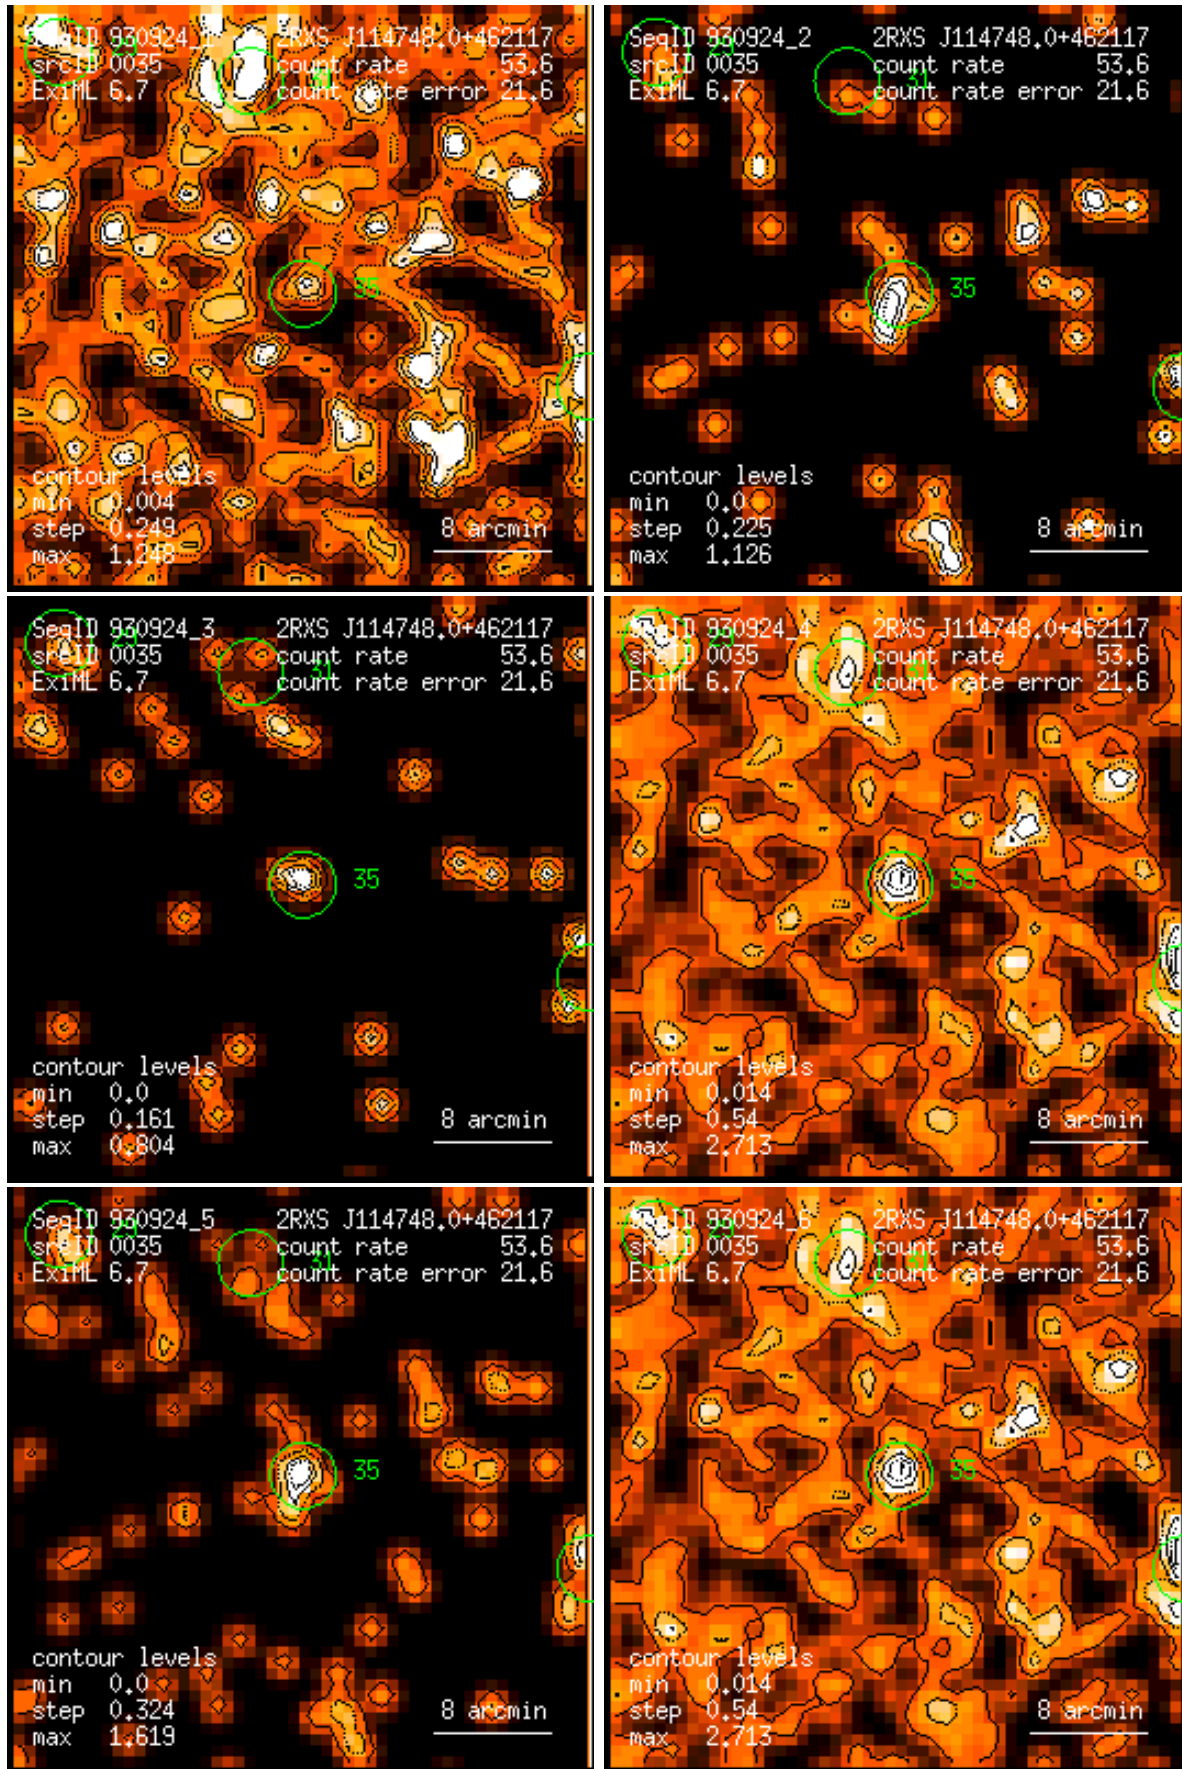 SeqID 930924_1 2RXS J114748.0+462117
srcID 0035 count rate 53.6
ExiML 6.7 count rate error 21.6
35
contour levels
min 0.004
step 0.249 8 arcmin
max 1.248
SeqID 930924_2 2RXS J114748.0+462117
srcID 0035 count rate 53.6
ExiML 6.7 count rate error 21.6
35
contour levels
min 0.0
step 0.225 8 arcmin
max 1.126
SeqID 930924_3 2RXS J114748.0+462117
srcID 0035 count rate 53.6
ExiML 6.7 count rate error 21.6
35
contour levels
min 0.0
step 0.161 8 arcmin
max 0.804
SeqID 930924_4 2RXS J114748.0+462117
srcID 0035 count rate 53.6
ExiML 6.7 count rate error 21.6
35
contour levels
min 0.014
step 0.54 8 arcmin
max 2.713
SeqID 930924_5 2RXS J114748.0+462117
srcID 0035 count rate 53.6
ExiML 6.7 count rate error 21.6
35
contour levels
min 0.0
step 0.324 8 arcmin
max 1.619
SeqID 930924_6 2RXS J114748.0+462117
srcID 0035 count rate 53.6
ExiML 6.7 count rate error 21.6
35
contour levels
min 0.014
step 0.54 8 arcmin
max 2.713